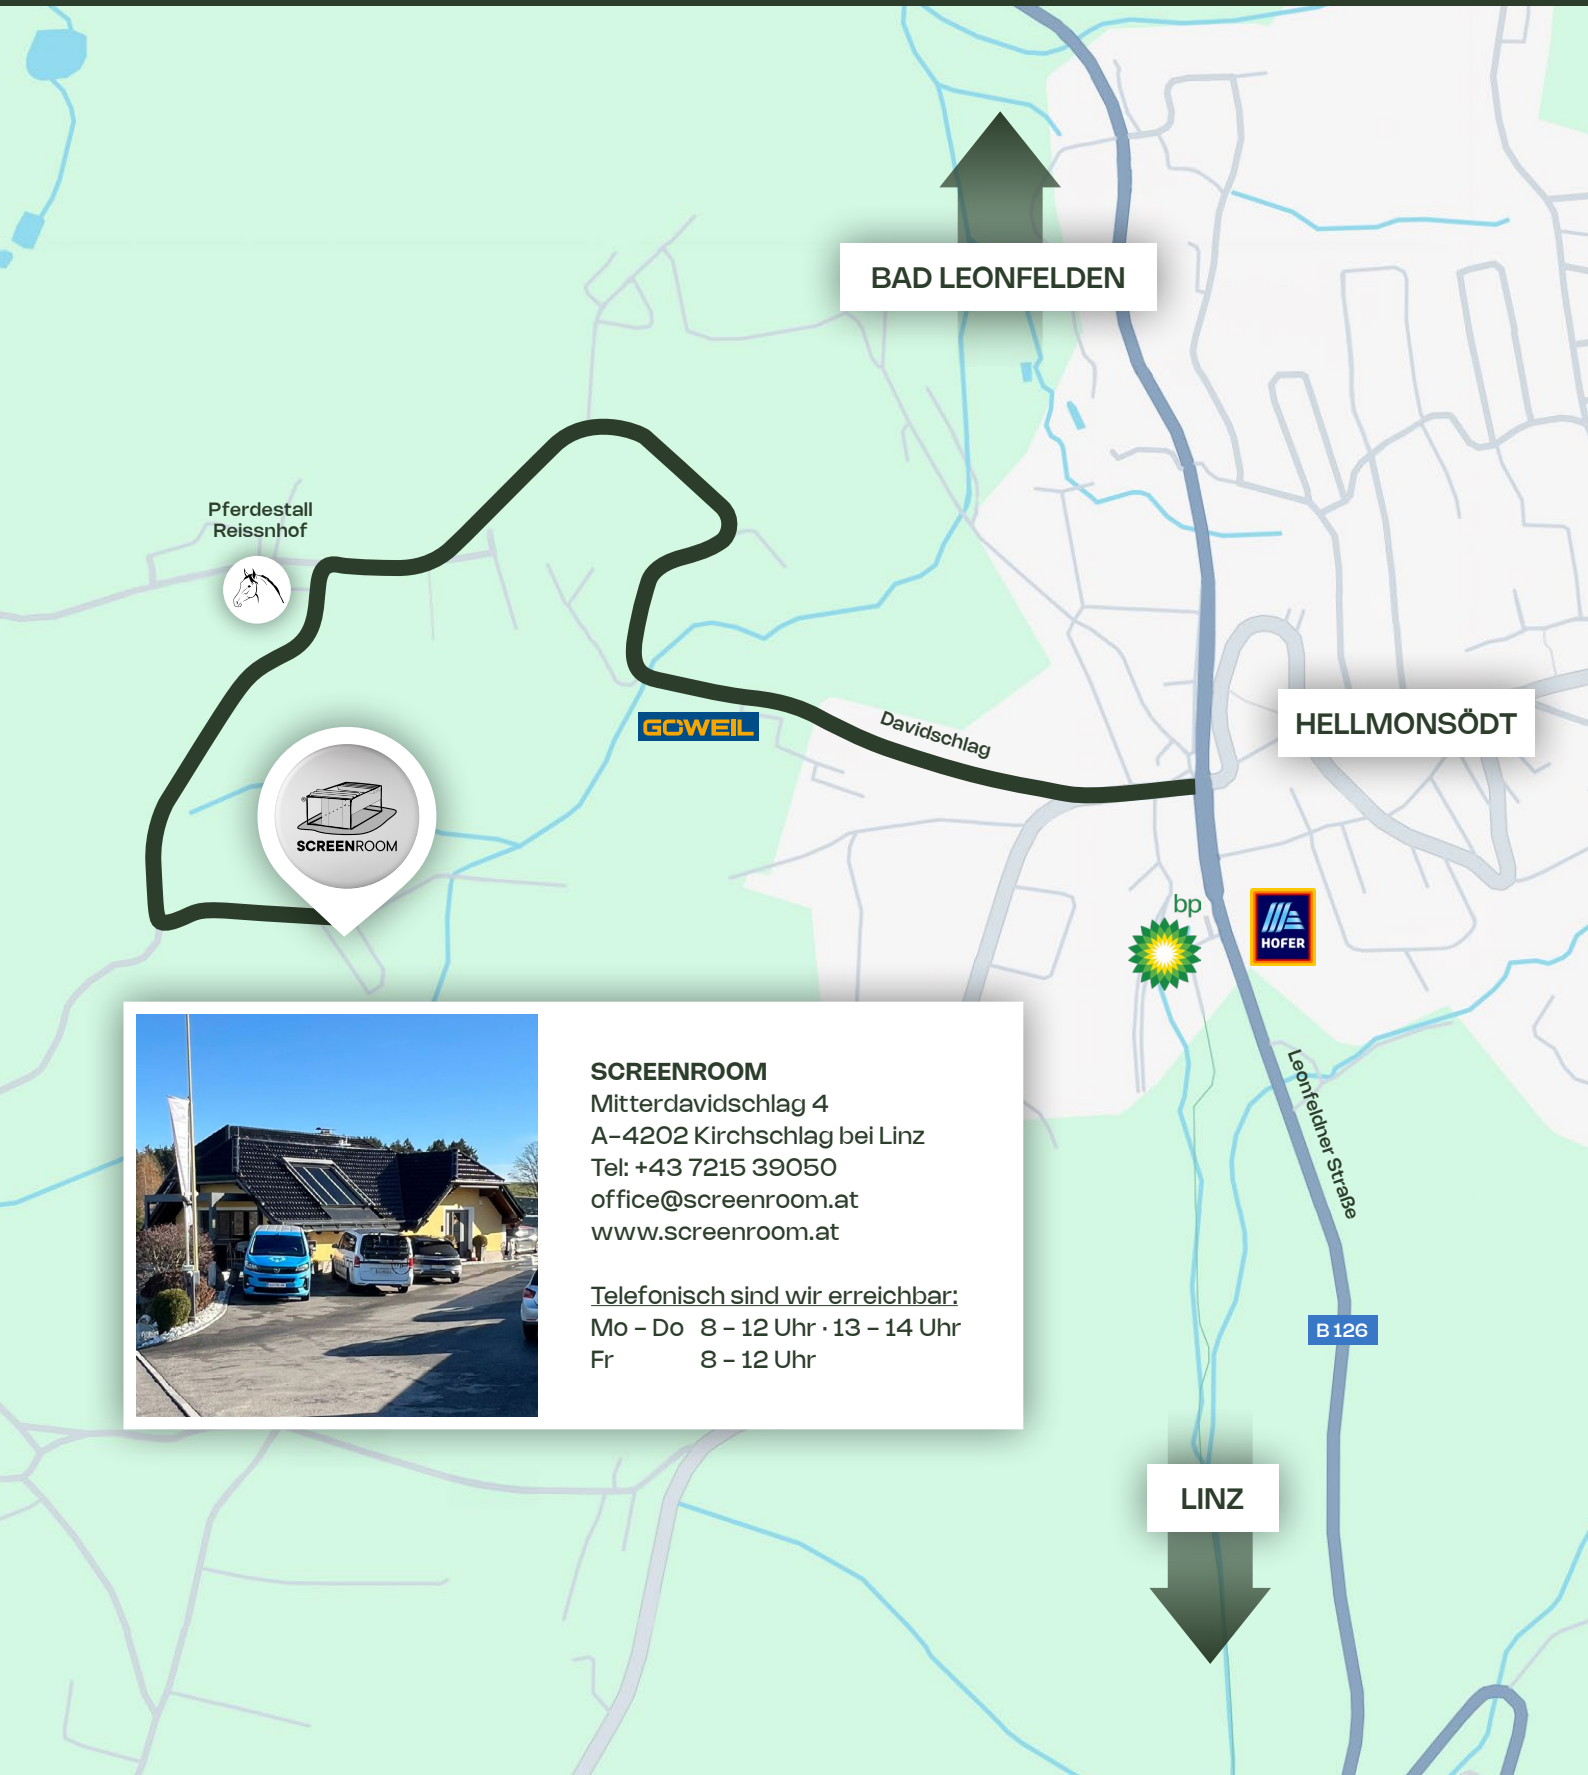 BAD LEONFELDEN
Pferdestall
Reissnhof
HELLMONSÖDT
Davidschlag
GÖWEIL
SCREENROOM
bp
HOFER
Leonfeldner Straße
SCREENROOM
Mitterdavidschlag 4
A-4202 Kirchschlag bei Linz
Tel: +43 7215 39050
office@screenroom.at
www.screenroom.at
Telefonisch sind wir erreichbar:
Mo – Do 8 – 12 Uhr · 13 – 14 Uhr
Fr 8 – 12 Uhr
B 126
LINZ